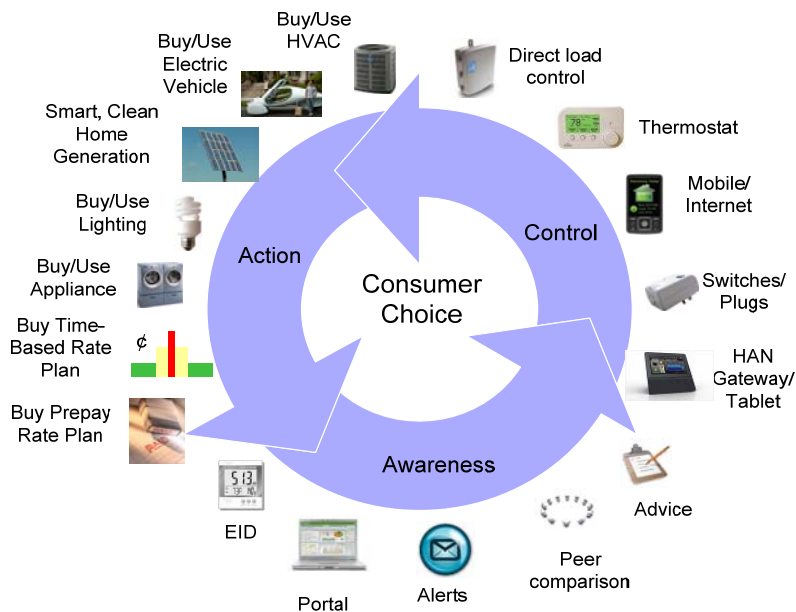 Buy/Use
HVAC
Buy/Use
Electric
Vehicle
Direct load
control
Smart, Clean
Home
Generation
Thermostat
78
Mobile/
Internet
Buy/Use
Lighting
Control
Action
Consumer
Choice
Buy/Use
Appliance
Switches/
Plugs
Buy Time-
Based Rate
Plan
¢
HAN
Gateway/
Tablet
Buy Prepay
Rate Plan
Awareness
Advice
513
EID
Portal
Alerts
Peer
comparison